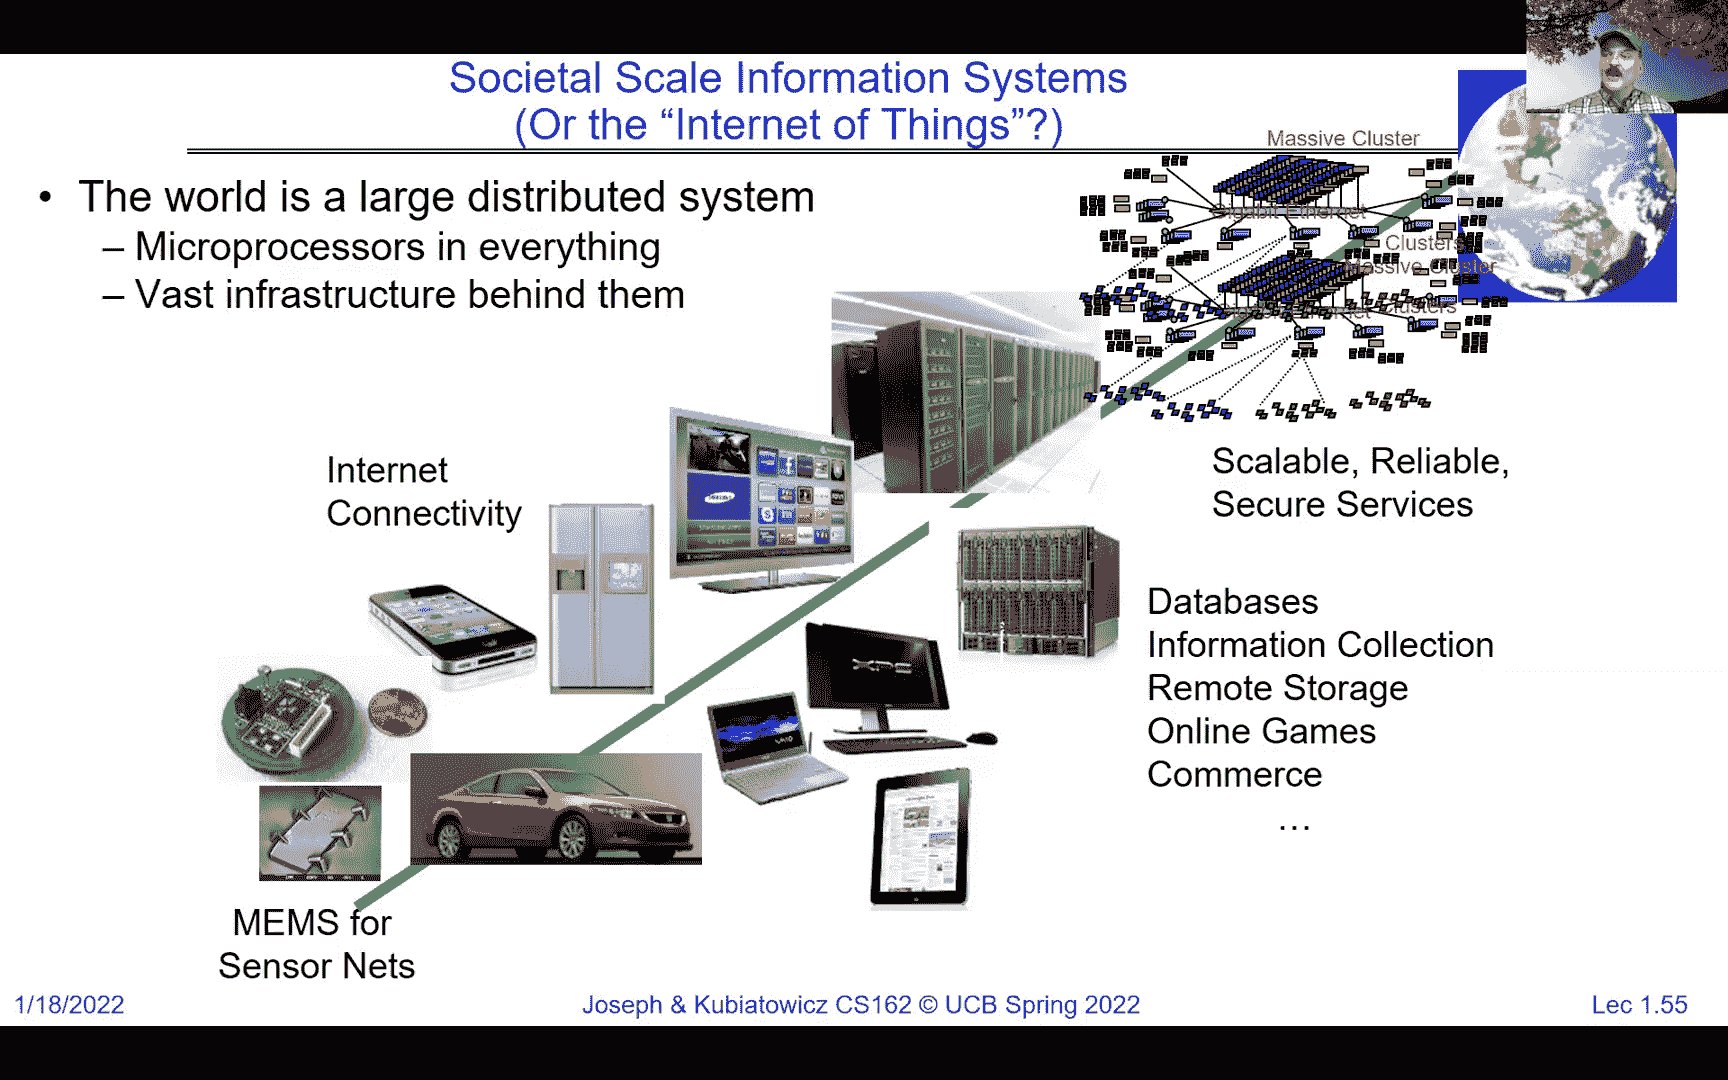 Societal Scale Information Systems
(Or the “Internet of Things”?)
• The world is a large distributed system
– Microprocessors in everything
– Vast infrastructure behind them
Massive Cluster
Gigabit Ethernet
Clusters
Massive Cluster
Gigabit Ethernet
Clusters
Internet
Connectivity
Scalable, Reliable,
Secure Services
Databases
Information Collection
Remote Storage
Online Games
Commerce
…
MEMS for
Sensor Nets
1/18/2022
Joseph & Kubiatowicz CS162 © UCB Spring 2022
Lec 1.55